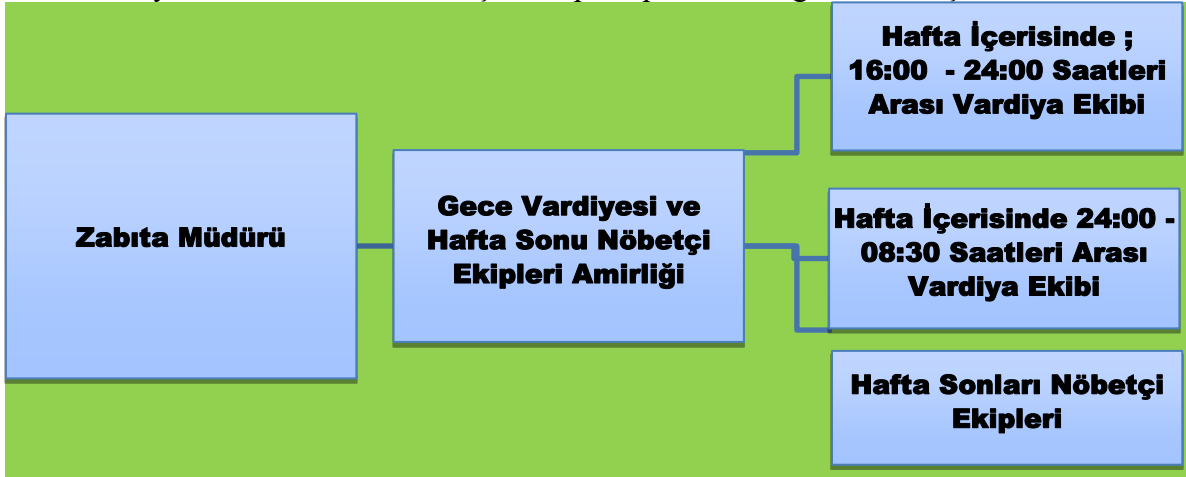 Zabıta Müdürü
Gece Vardiyesi ve
Hafta Sonu Nöbetçi
Ekipleri Amirliği
Hafta İçerisinde ;
16:00 - 24:00 Saatleri
Arası Vardiya Ekibi
Hafta İçerisinde 24:00 -
08:30 Saatleri Arası
Vardiya Ekibi
Hafta Sonları Nöbetçi
Ekipleri